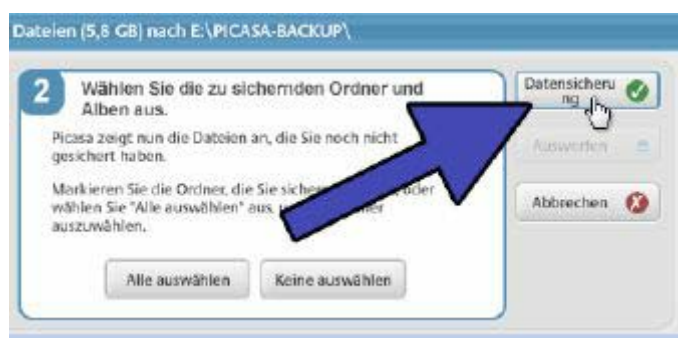 Dateien (5,8 GB) nach E:\PICASA-BACKUP\
2
Wählen Sie die zu sichernden Ordner und
Alben aus.
Picasa zeigt nun die Dateien an, die Sie noch nicht
gesichert haben.
Markieren Sie die Ordner, die Sie oder
wählen Sie "Alle auswählen" aus,
auszuwählen.
Alle auswählen
Keine auswählen
Datensicheru
ng
Auswerfen
Abbrechen